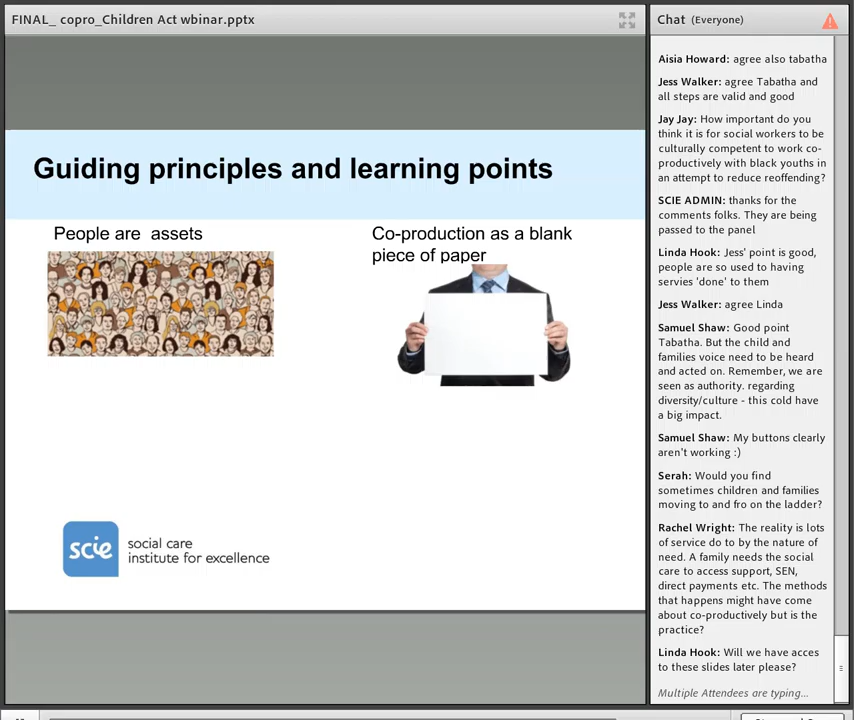 FINAL_ copro_Children Act wbinar.pptx
Guiding principles and learning points
People are  assets
Co-production as a blank
piece of paper
scie
social care
institute for excellence
Chat (Everyone)
Aisia Howard: agree also tabatha
Jess Walker: agree Tabatha and
all steps are valid and good
Jay Jay: How important do you
think it is for social workers to be
culturally competent to work co-
productively with black youths in
an attempt to reduce reoffending?
SCIE ADMIN: thanks for the
comments folks. They are being
passed to the panel
Linda Hook: Jess' point is good,
people are so used to having
servies 'done' to them
Jess Walker: agree Linda
Samuel Shaw: Good point
Tabatha. But the child and
families voice need to be heard
and acted on. Remember, we are
seen as authority. regarding
diversity/culture - this cold have
a big impact.
Samuel Shaw: My buttons clearly
aren't working :)
Serah: Would you find
sometimes children and families
moving to and fro on the ladder?
Rachel Wright: The reality is lots
of service do to by the nature of
need. A family needs the social
care to access support, SEN,
direct payments etc. The methods
that happens might have come
about co-productively but is the
practice?
Linda Hook: Will we have acces
to these slides later please?
Multiple Attendees are typing...